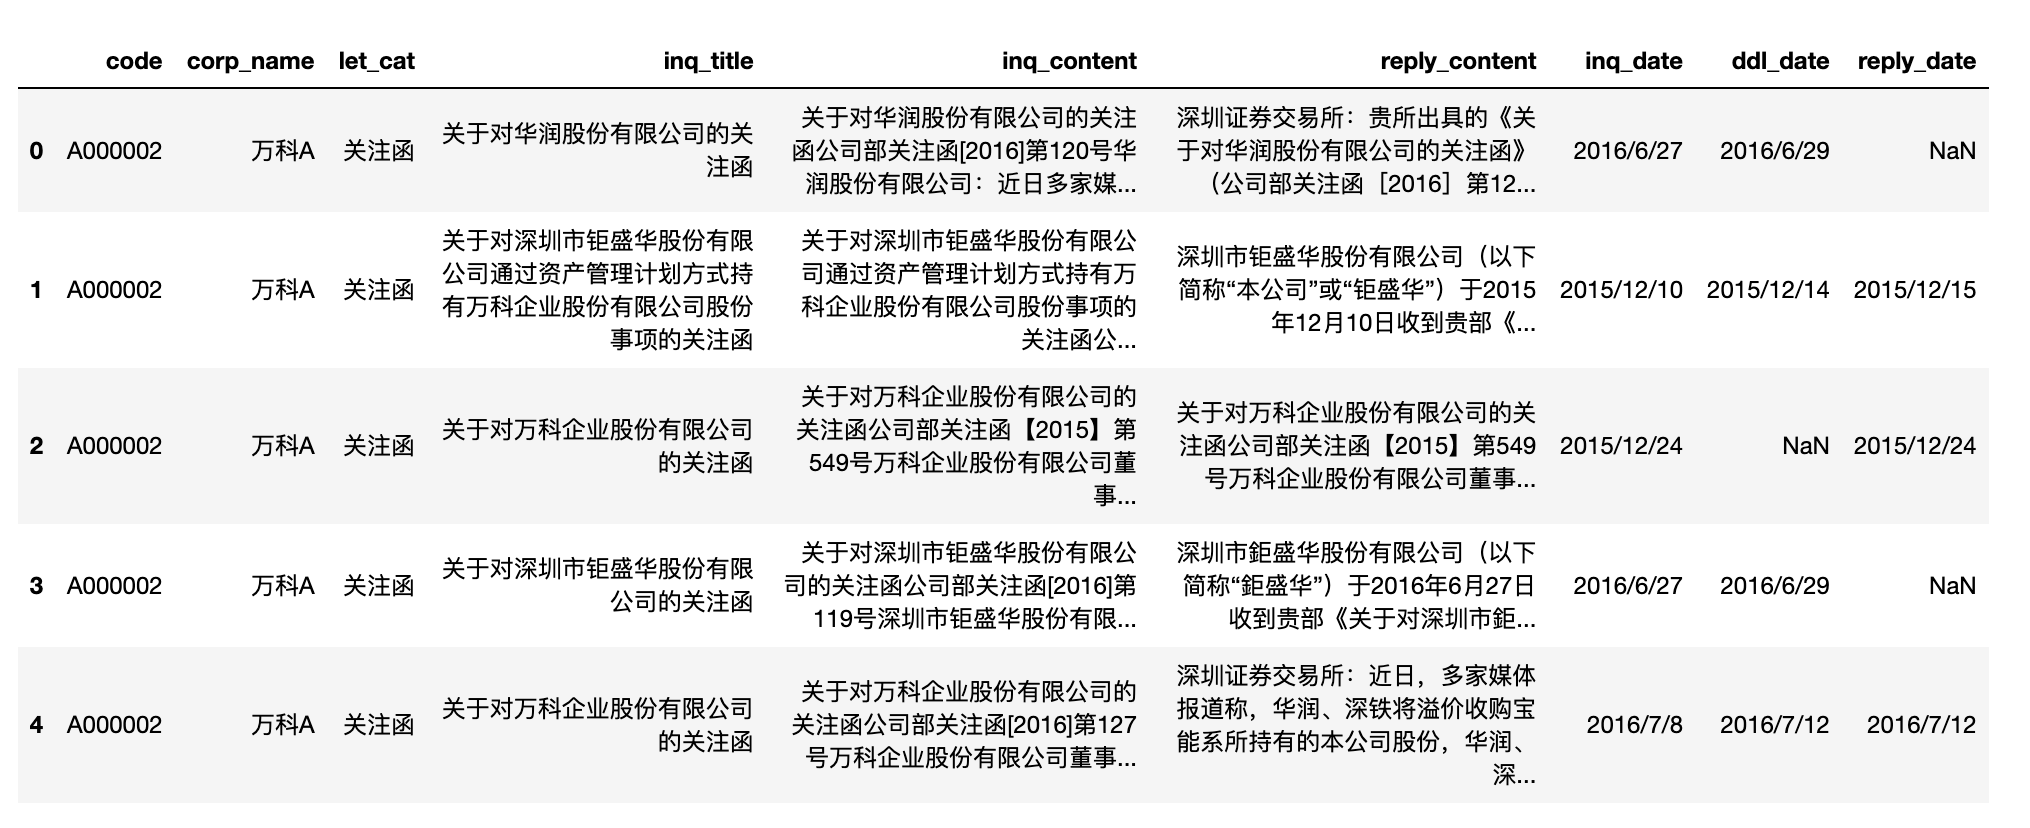 code corp_name let_cat inq_title inq_content reply_content inq_date ddl_date reply_date
0 A000002 万科A 关注函
关于对华润股份有限公司的关
注函
关于对华润股份有限公司的关注
函公司部关注函[2016]第120号华
润股份有限公司：近日多家媒...
深圳证券交易所：贵所出具的《关
于对华润股份有限公司的关注函》
（公司部关注函［2016］第12...
2016/6/27 2016/6/29 NaN
1 A000002 万科A 关注函
关于对深圳市钜盛华股份有限
公司通过资产管理计划方式持
有万科企业股份有限公司股份
事项的关注函
关于对深圳市钜盛华股份有限公
司通过资产管理计划方式持有万
科企业股份有限公司股份事项的
关注函公...
深圳市钜盛华股份有限公司（以下
简称“本公司”或“钜盛华”）于2015
年12月10日收到贵部《...
2015/12/10 2015/12/14 2015/12/15
2 A000002 万科A 关注函
关于对万科企业股份有限公司
的关注函
关于对万科企业股份有限公司的
关注函公司部关注函【2015】第
549号万科企业股份有限公司董
事...
关于对万科企业股份有限公司的关
注函公司部关注函【2015】第549
号万科企业股份有限公司董事...
2015/12/24 NaN 2015/12/24
3 A000002 万科A 关注函
关于对深圳市钜盛华股份有限
公司的关注函
关于对深圳市钜盛华股份有限公
司的关注函公司部关注函[2016]第
119号深圳市钜盛华股份有限...
深圳市鉅盛华股份有限公司（以下
简称“鉅盛华”）于2016年6月27日
收到贵部《关于对深圳市鉅...
2016/6/27 2016/6/29 NaN
4 A000002 万科A 关注函
关于对万科企业股份有限公司
的关注函
关于对万科企业股份有限公司的
关注函公司部关注函[2016]第127
号万科企业股份有限公司董事...
深圳证券交易所：近日，多家媒体
报道称，华润、深铁将溢价收购宝
能系所持有的本公司股份，华润、
深...
2016/7/8 2016/7/12 2016/7/12